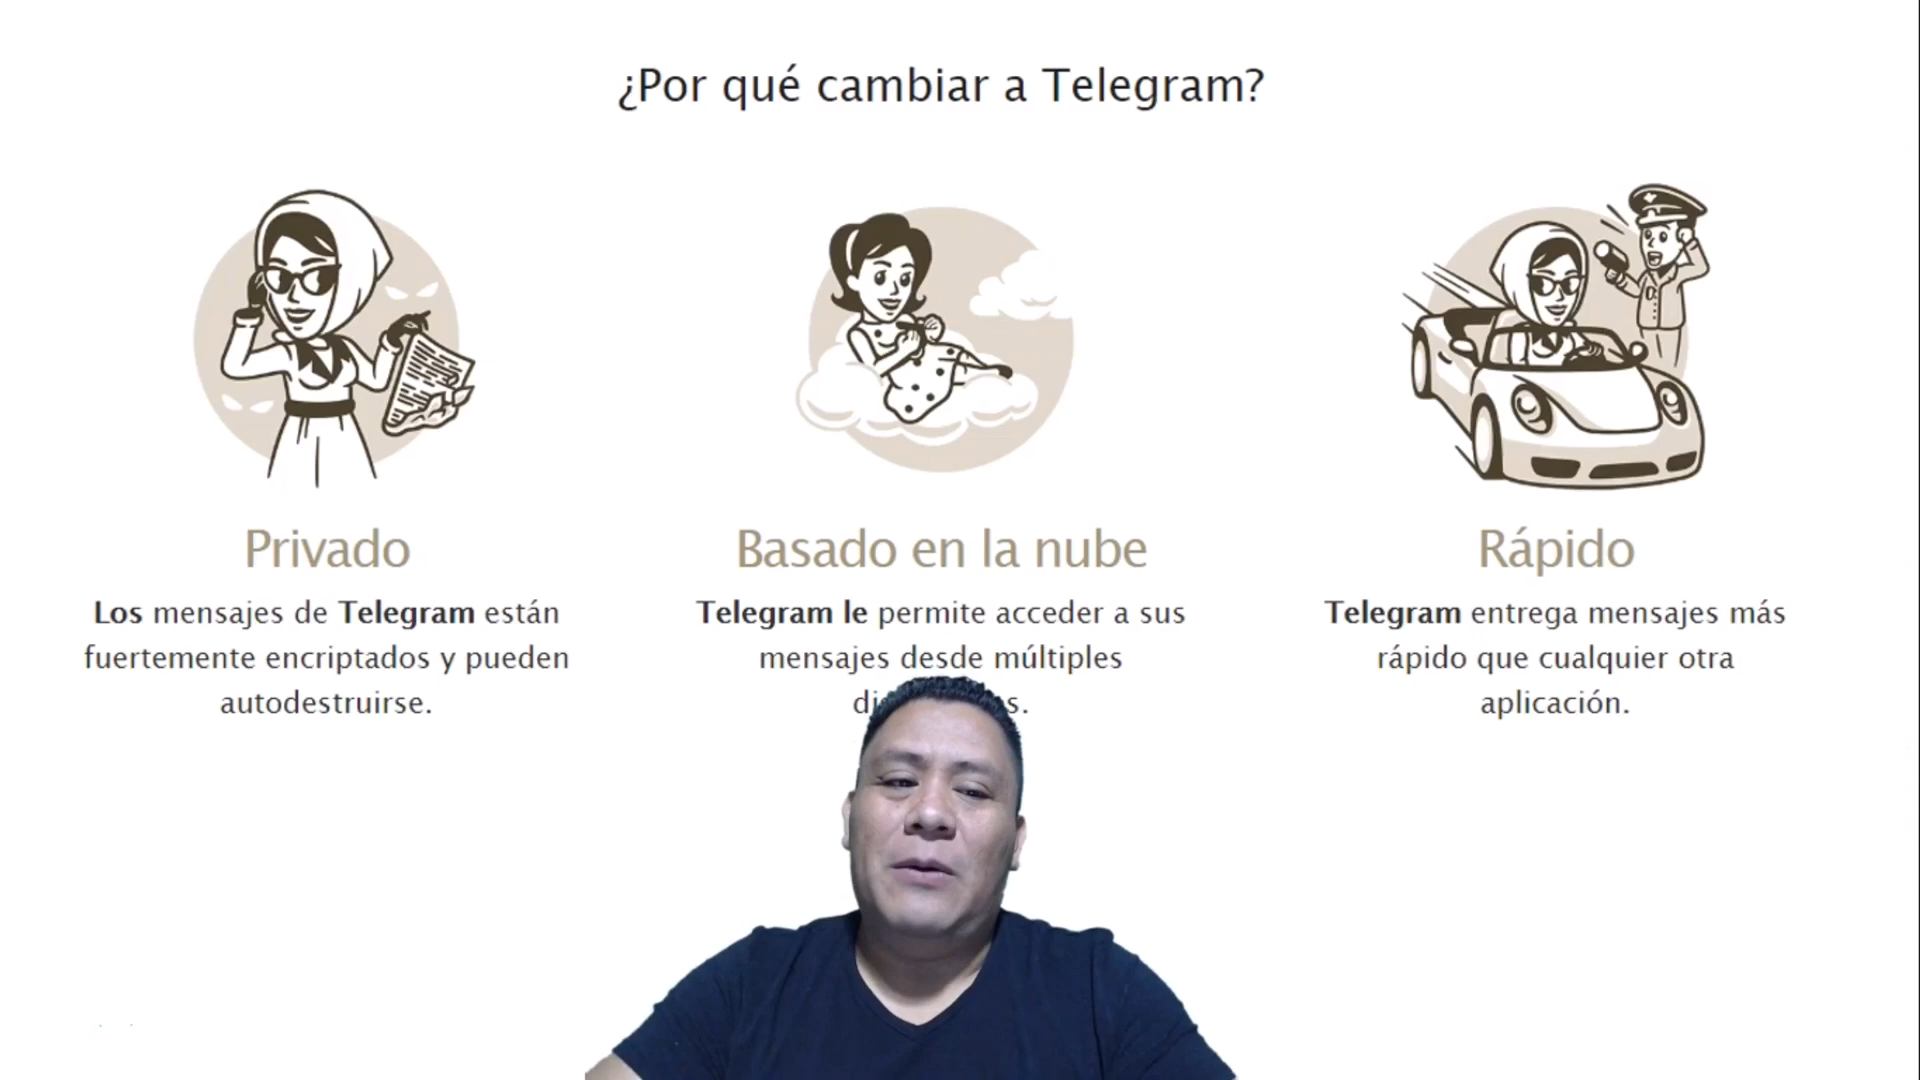 ¿Por qué cambiar a Telegram?
Privado
Los mensajes de Telegram están
fuertemente encriptados y pueden
autodestruirse.
Basado en la nube
Telegram le permite acceder a sus
mensajes desde múltiples
Rápido
Telegram entrega mensajes más
rápido que cualquier otra
aplicación.